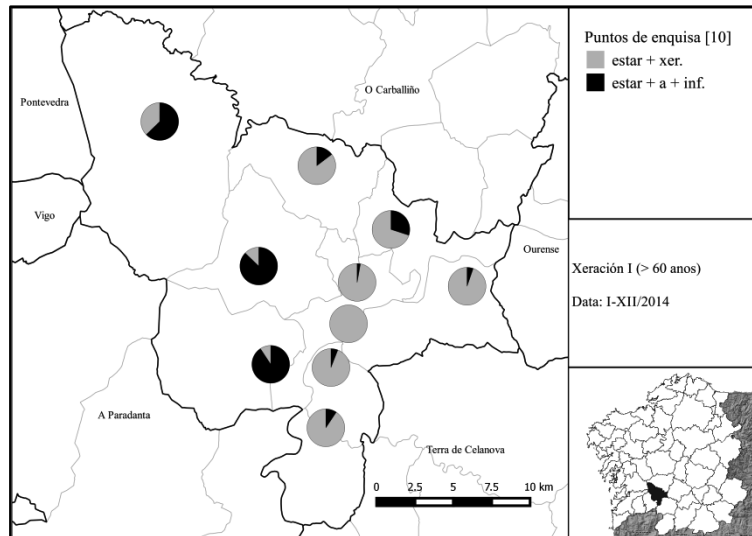 Puntos de enquisa [10]
estar + xer.
estar + a + inf.
Pontevedra
O Carballiño
Vigo
Ourense
Xeración I (> 60 anos)
Data: I-XII/2014
A Paradanta
Terra de Celanova
0 2,5 5 7,5 10 km